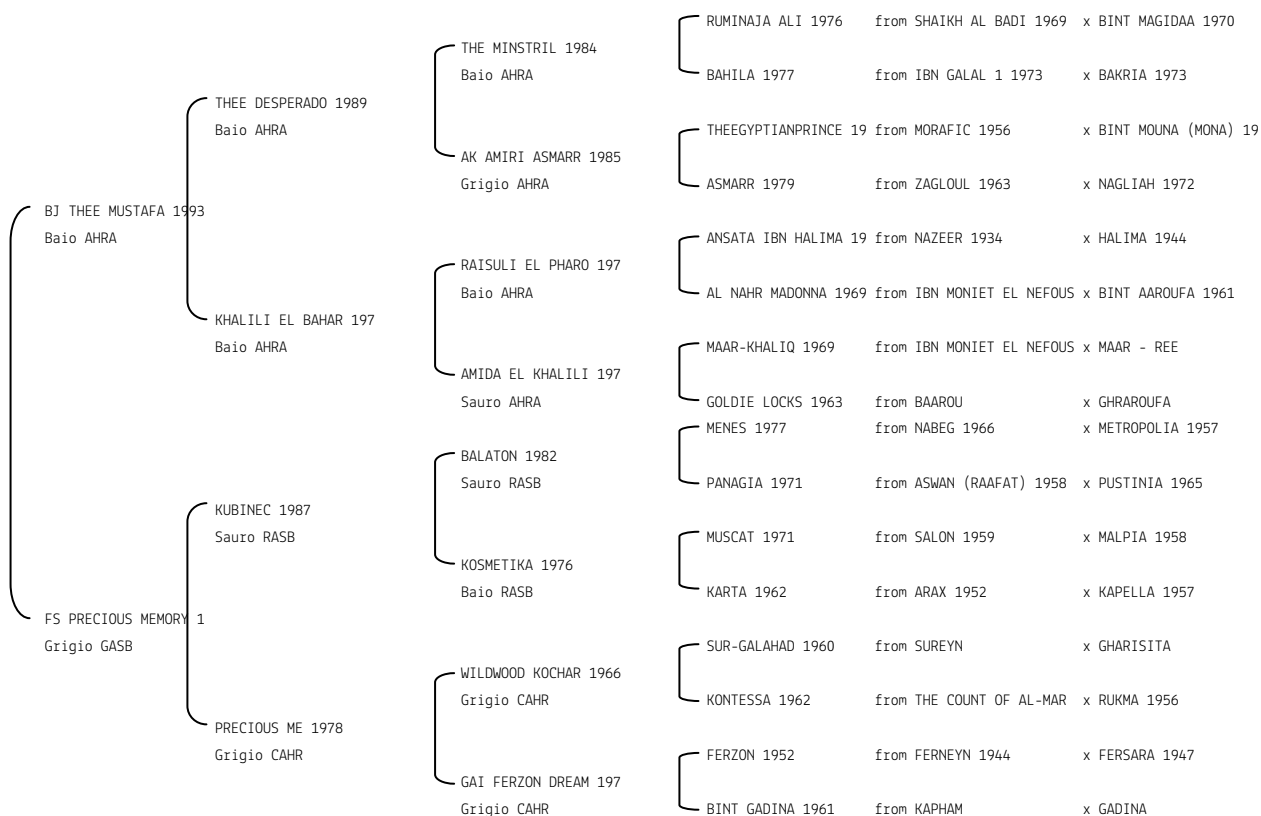 RUMINAJA ALI 1976 from SHAIKH AL BADI 1969 x BINT MAGIDAA 1970
THE MINSTRIL 1984
Baio AHRA BAHILA 1977 from IBN GALAL 1 1973 x BAKRIA 1973
THEE DESPERADO 1989
Baio AHRA THEEGYPTIANPRINCE 19 from MORAFIC 1956 x BINT MOUNA (MONA) 19
AK AMIRI ASMARR 1985
Grigio AHRA ASMARR 1979 from ZAGLOUL 1963 x NAGLIAH 1972
BJ THEE MUSTAFA 1993
Baio AHRA ANSATA IBN HALIMA 19 from NAZEER 1934 x HALIMA 1944
RAISULI EL PHARO 197
Baio AHRA AL NAHR MADONNA 1969 from IBN MONIET EL NEFOUS x BINT AAROUFA 1961
KHALILI EL BAHAR 197
Baio AHRA MAAR-KHALIQ 1969 from IBN MONIET EL NEFOUS x MAAR - REE
AMIDA EL KHALILI 197
Sauro AHRA GOLDIE LOCKS 1963 from BAAROU x GHRAROUFA
MENES 1977 from NABEG 1966 x METROPOLIA 1957
BALATON 1982
Sauro RASB PANAGIA 1971 from ASWAN (RAAFAT) 1958 x PUSTINIA 1965
KUBINEC 1987
Sauro RASB MUSCAT 1971 from SALON 1959 x MALPIA 1958
KOSMETIKA 1976
Baio RASB KARTA 1962 from ARAX 1952 x KAPELLA 1957
FS PRECIOUS MEMORY 1
Grigio GASB SUR-GALAHAD 1960 from SUREYN x GHARISITA
WILDWOOD KOCHAR 1966
Grigio CAHR KONTESSA 1962 from THE COUNT OF AL-MAR x RUKMA 1956
PRECIOUS ME 1978
Grigio CAHR FERZON 1952 from FERNEYN 1944 x FERSARA 1947
GAI FERZON DREAM 197
Grigio CAHR BINT GADINA 1961 from KAPHAM x GADINA